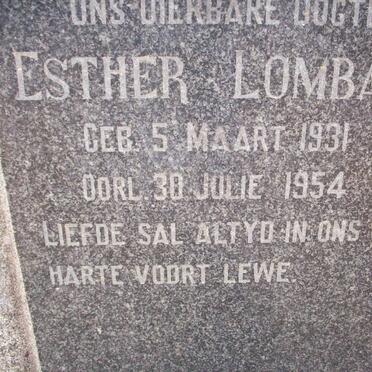 ONS DIERBARE DOGT
ESTHER LOMBA
GEB. 5 MAART 1931
OORL. 30 JULIE 1954
LIEFDE SAL ALTYD IN ONS
HARTE VOORT LEWE.